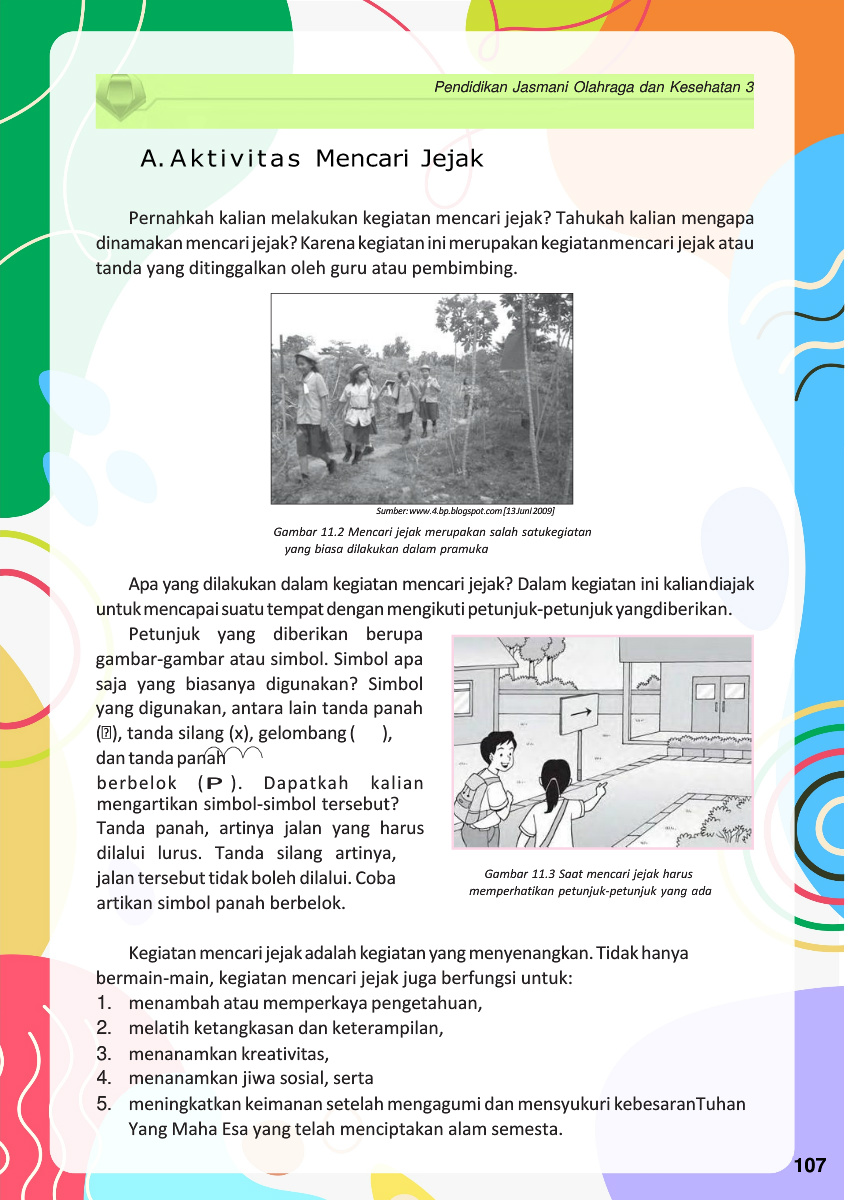 Pendidikan Jasmani Olahraga dan Kesehatan 3
A. Aktivitas Mencari Jejak
Pernahkah kalian melakukan kegiatan mencari jejak? Tahukah kalian mengapa
dinamakan mencari jejak? Karena kegiatan ini merupakan kegiatanmencari jejak atau
tanda yang ditinggalkan oleh guru atau pembimbing.
Sumber: www.4.bp.blogspot.com [13 Juni 2009]
Gambar 11.2 Mencari jejak merupakan salah satukegiatan
yang biasa dilakukan dalam pramuka
Apa yang dilakukan dalam kegiatan mencari jejak? Dalam kegiatan ini kaliandiajak
untuk mencapai suatu tempat dengan mengikuti petunjuk-petunjuk yangdiberikan.
Petunjuk yang diberikan berupa
gambar-gambar atau simbol. Simbol apa
saja yang biasanya digunakan? Simbol
yang digunakan, antara lain tanda panah
(⍰), tanda silang (x), gelombang ( ),
dan tanda panah
berbelok (P). Dapatkah kalian
mengartikan simbol-simbol tersebut?
Tanda panah, artinya jalan yang harus
dilalui lurus. Tanda silang artinya,
jalan tersebut tidak boleh dilalui. Coba
artikan simbol panah berbelok.
Gambar 11.3 Saat mencari jejak harus
memperhatikan petunjuk-petunjuk yang ada
Kegiatan mencari jejak adalah kegiatan yang menyenangkan. Tidak hanya
bermain-main, kegiatan mencari jejak juga berfungsi untuk:
1. menambah atau memperkaya pengetahuan,
2. melatih ketangkasan dan keterampilan,
3. menanamkan kreativitas,
4. menanamkan jiwa sosial, serta
5. meningkatkan keimanan setelah mengagumi dan mensyukuri kebesaranTuhan
Yang Maha Esa yang telah menciptakan alam semesta.
107